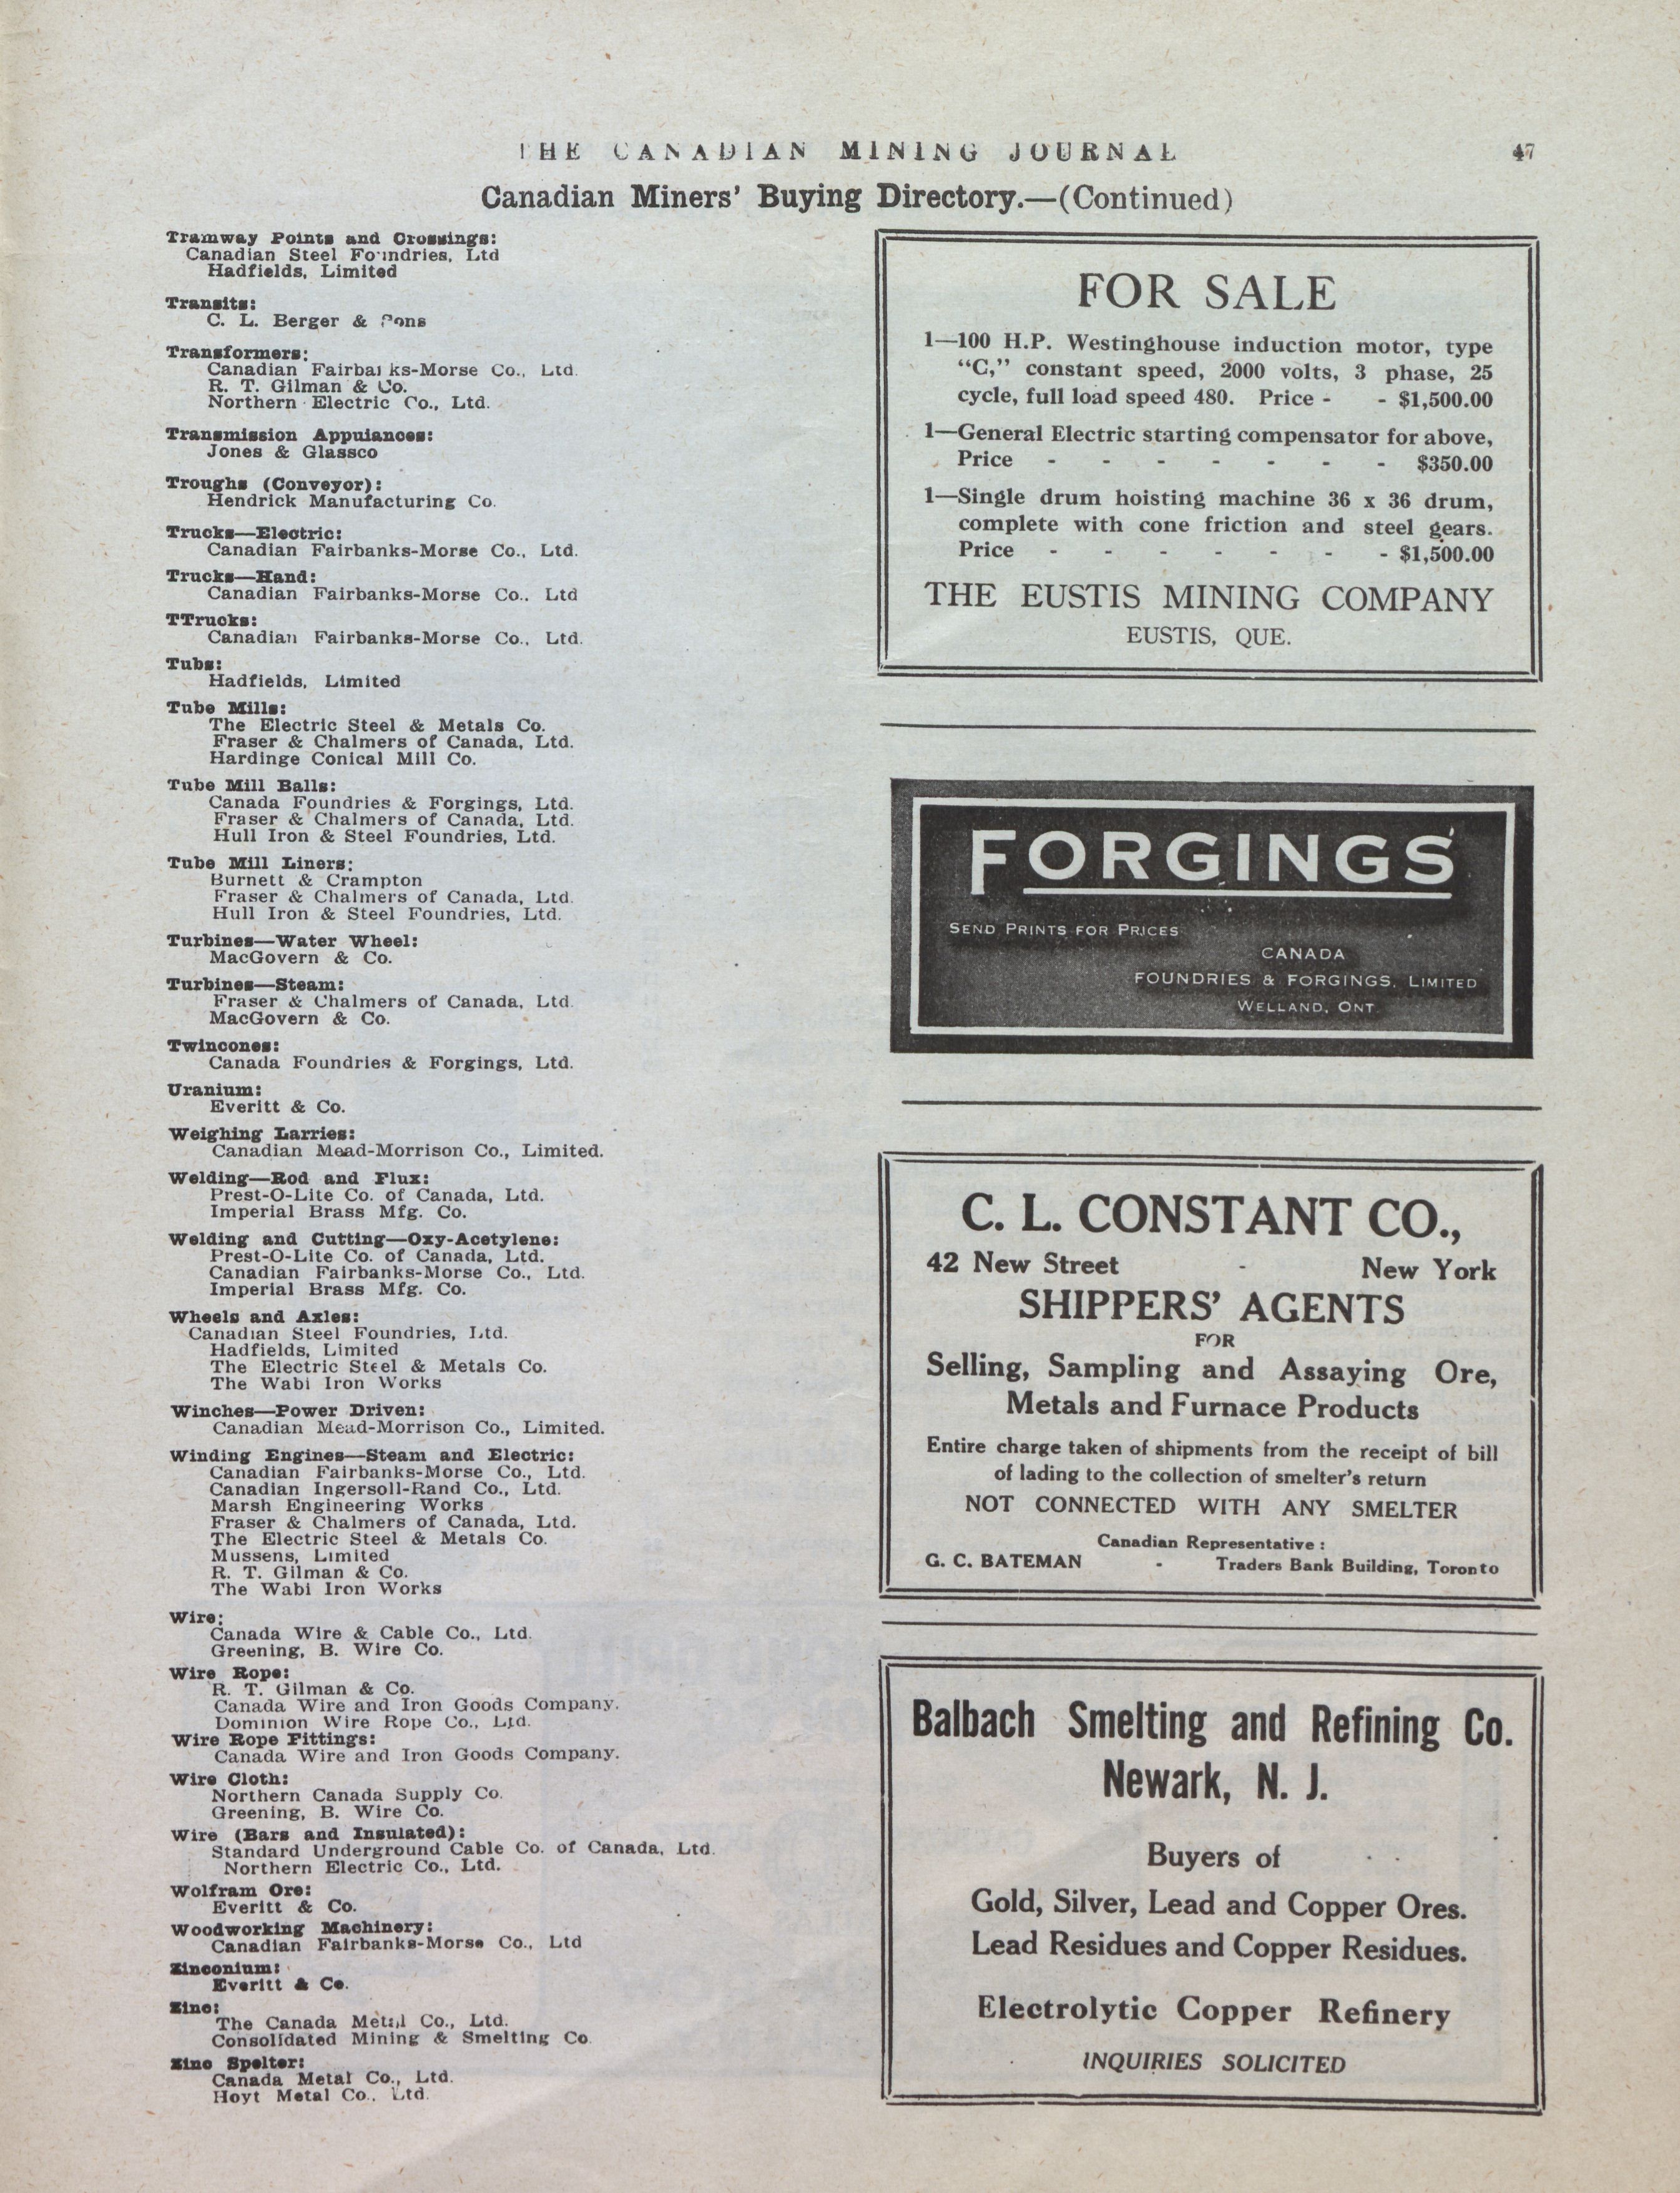 THE CANADIAN MINING JOURNAL 47
Canadian Miners' Buying Directory.—(Continued)
Tramway Points and Crossings:
Canadian Steel Foundries, Ltd
Hadfields, Limited
Transits:
C. L. Berger & Sons
Transformers:
Canadian Fairbanks-Morse Co., Ltd.
R. T. Gilman & Co.
Northern Electric Co., Ltd.
Transmission Appuiances:
Jones & Glassco
Troughs (Conveyor):
Hendrick Manufacturing Co.
Trucks—Electric:
Canadian Fairbanks-Morse Co., Ltd.
Trucks—Hand:
Canadian Fairbanks-Morse Co.. Ltd
TTrucks:
Canadian Fairbanks-Morse Co., Ltd.
Tubs:
Hadfields, Limited
Tube Mills:
The Electric Steel & Metals Co.
Fraser & Chalmers of Canada, Ltd.
Hardinge Conical Mill Co.
Tube Mill Balls:
Canada Foundries & Forgings, Ltd.
Fraser & Chalmers of Canada, Ltd.
Hull Iron & Steel Foundries, Ltd.
Tube Mill Liners:
Burnett & Crampton
Fraser & Chalmers of Canada, Ltd.
Hull Iron & Steel Foundries, Ltd.
Turbines—Water Wheel:
MacGovern & Co.
Turbines—Steam:
Fraser & Chalmers of Canada, Ltd.
MacGovern & Co.
Twincones:
Canada Foundries & Forgings, Ltd.
Uranium:
Everitt & Co.
Weighing Larries:
Canadian Mead-Morrison Co., Limited.
Welding—Rod and Flux:
Prest-O-Lite Co. of Canada, Ltd.
Imperial Brass Mfg. Co.
Welding and Cutting—Oxy-Acetylene:
Prest-O-Lite Co. of Canada, Ltd.
Canadian Fairbanks-Morse Co., Ltd.
Imperial Brass Mfg. Co.
Wheels and Axles:
Canadian Steel Foundries, Ltd.
Hadfields, Limited
The Electric Steel & Metals Co.
The Wabi Iron Works
Winches—Power Driven:
Canadian Mead-Morrison Co., Limited.
Winding Engines—Steam and Electric:
Canadian Fairbanks-Morse Co., Ltd.
Canadian Ingersoll-Rand Co., Ltd.
Marsh Engineering Works
Fraser & Chalmers of Canada, Ltd.
The Electric Steel & Metals Co.
Mussens, Limited
R. T. Gilman & Co.
The Wabi Iron Works
Wire:
Canada Wire & Cable Co., Ltd.
Greening, B. Wire Co.
Wire Rope:
R. T. Gilman & Co.
Canada Wire and Iron Goods Company.
Dominion Wire Rope Co., Ltd.
Wire Rope Fittings:
Canada Wire and Iron Goods Company.
Wire Cloth:
Northern Canada Supply Co.
Greening, B. Wire Co.
Wire (Bars and Insulated):
Standard Underground Cable Co. of Canada, Ltd.
Northern Electric Co., Ltd.
Wolfram Ore:
Everitt & Co.
Woodworking Machinery:
Canadian Fairbanks-Morse Co., Ltd
Zinconium:
Everitt & Co.
Zinc:
The Canada Metal Co., Ltd.
Consolidated Mining & Smelting Co.
Zinc Spelter:
Canada Metal Co., Ltd.
Hoyt Metal Co., Ltd.
FOR SALE
1—100 H.P. Westinghouse induction motor, type
"C," constant speed, 2000 volts, 3 phase, 25
cycle, full load speed 480. Price - - $1,500.00
1—General Electric starting compensator for above,
Price - - - - - - - $350.00
1—Single drum hoisting machine 36 x 36 drum,
complete with cone friction and steel gears.
Price - - - - - - - $1,500.00
THE EUSTIS MINING COMPANY
EUSTIS, QUE.
FORGINGS
SEND PRINTS FOR PRICES
CANADA
FOUNDRIES & FORGINGS, LIMITED
WELLAND, ONT
C. L. CONSTANT CO.,
42 New Street - New York
SHIPPERS' AGENTS
FOR
Selling, Sampling and Assaying Ore,
Metals and Furnace Products
Entire charge taken of shipments from the receipt of bill
of lading to the collection of smelter's return
NOT CONNECTED WITH ANY SMELTER
Canadian Representative :
G. C. BATEMAN - Traders Bank Building, Toronto
Balbach Smelting and Refining Co.
Newark, N. J.
Buyers of
Gold, Silver, Lead and Copper Ores.
Lead Residues and Copper Residues.
Electrolytic Copper Refinery
INQUIRIES SOLICITED